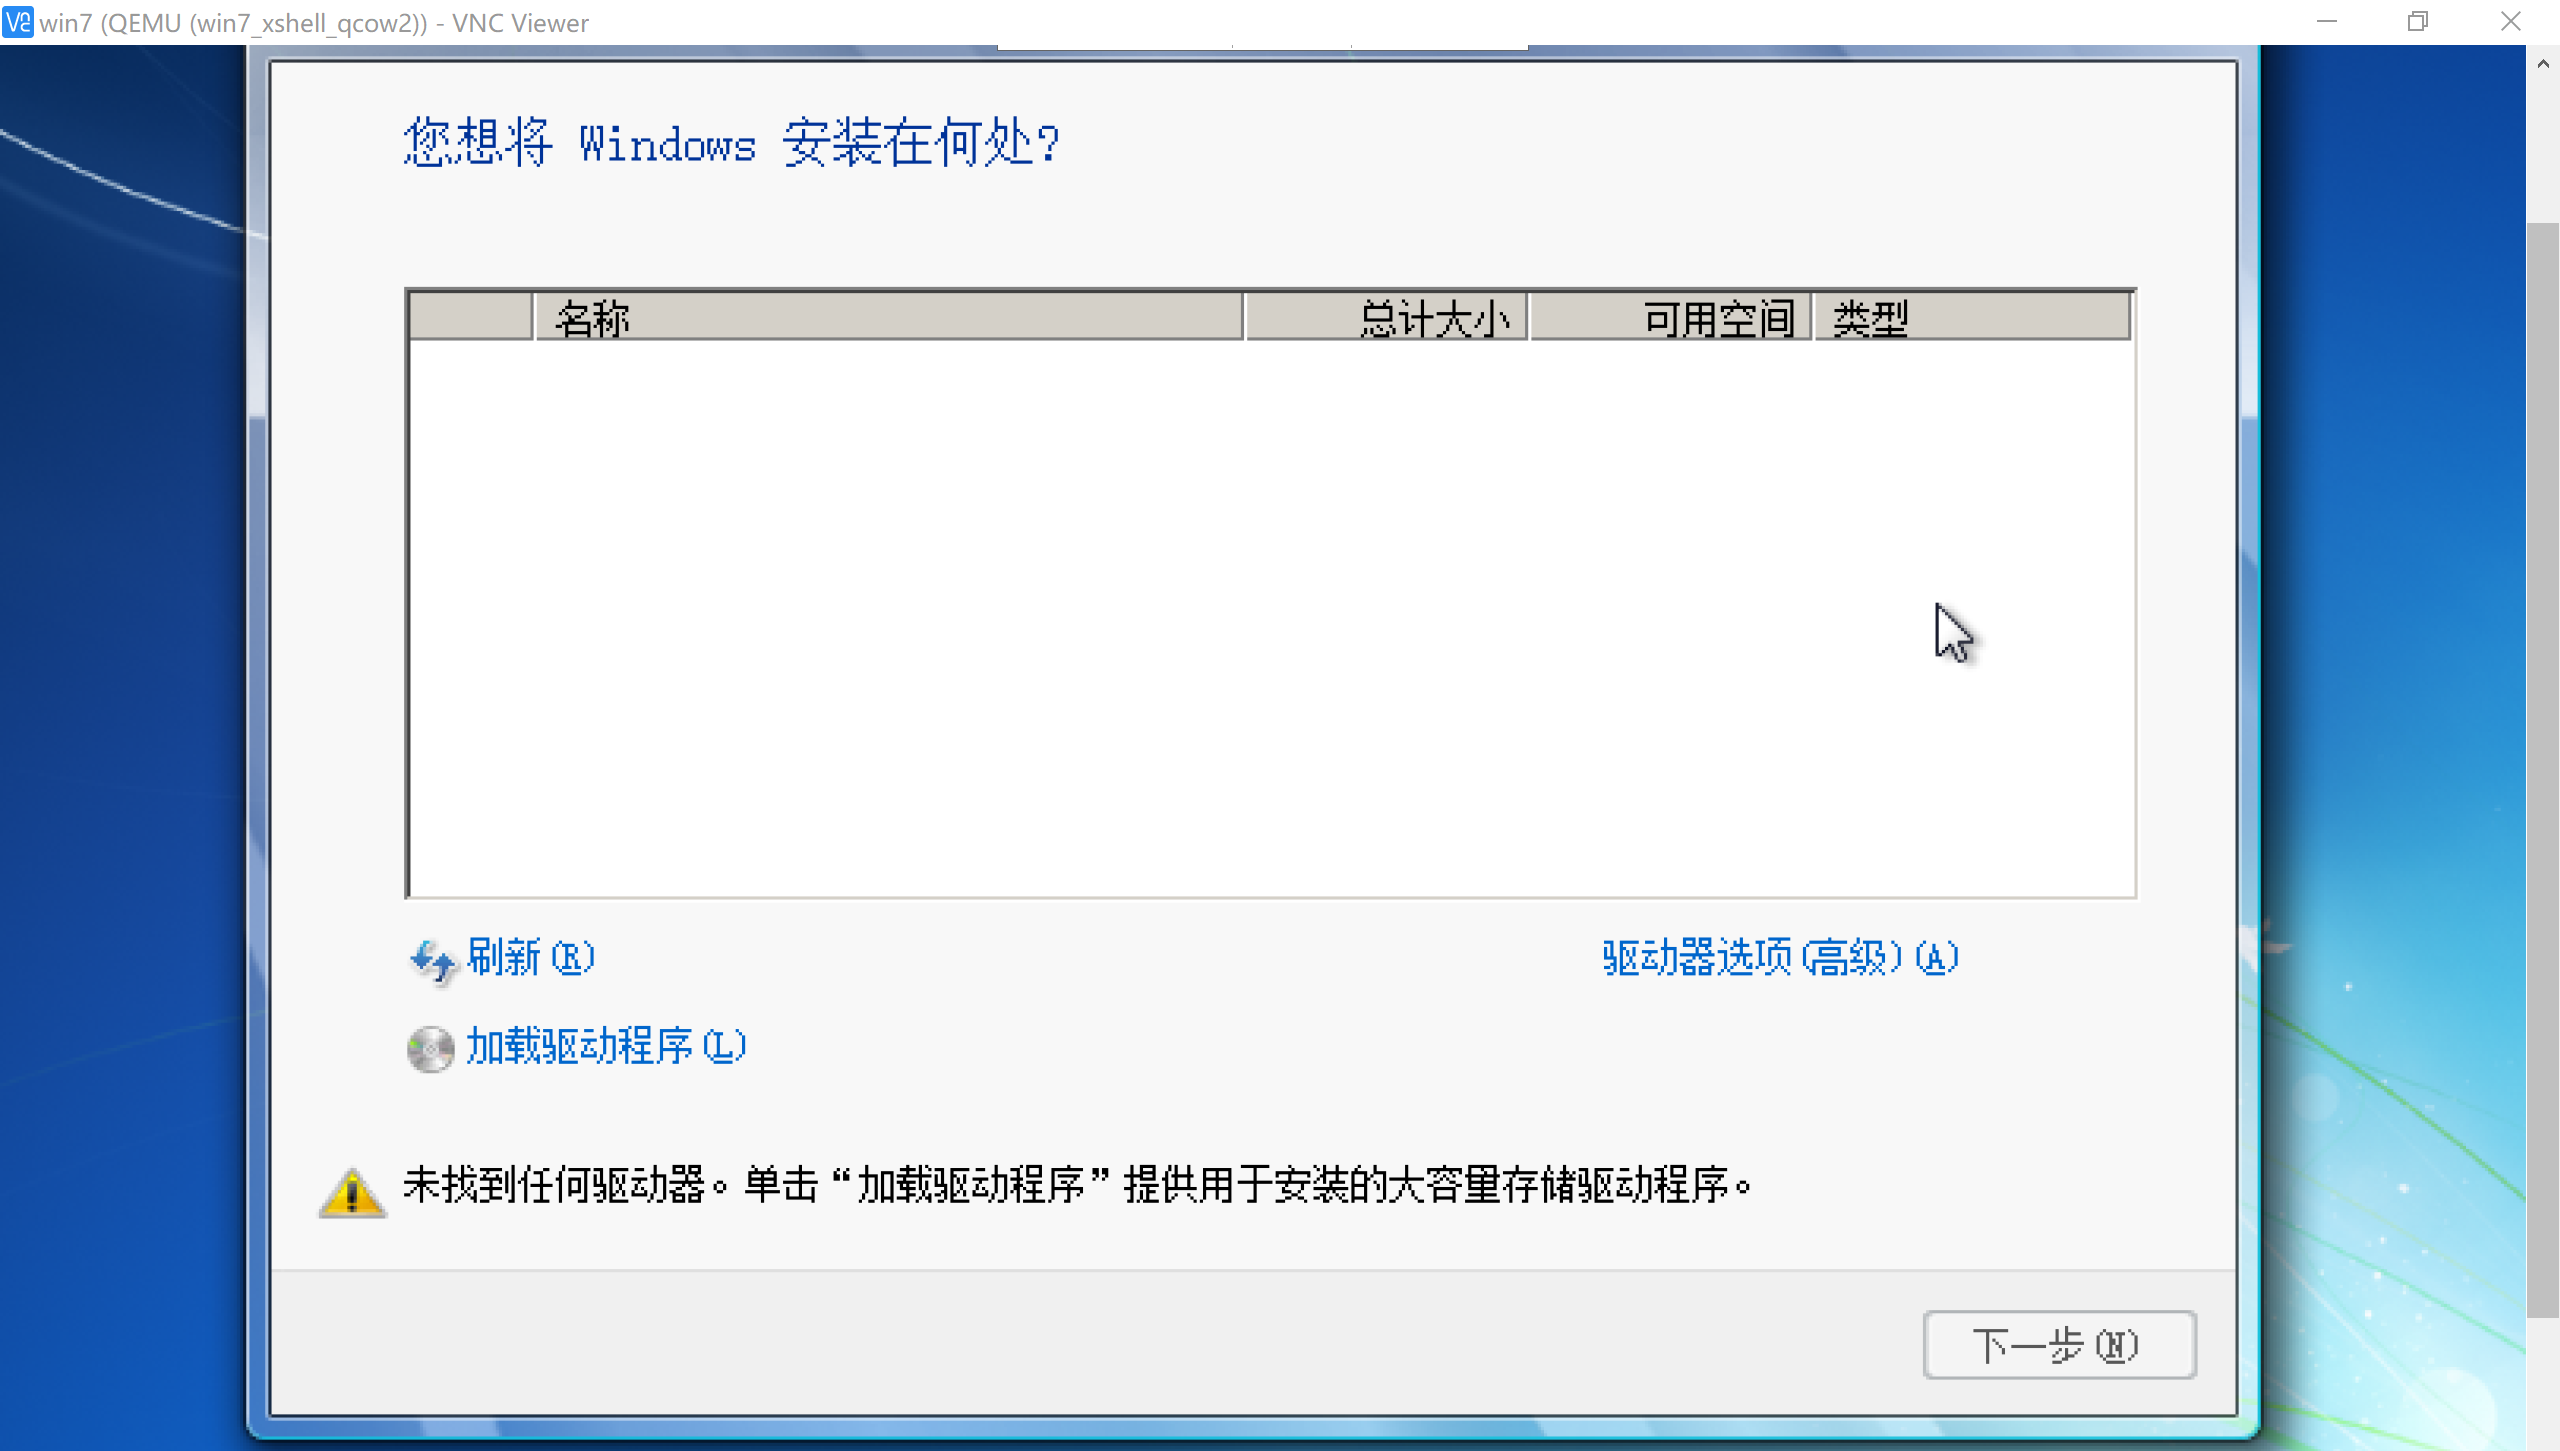 V2 win7 (QEMU (win7_xshell_qcow2)) - VNC Viewer
您想将 Windows 安装在何处?
名称 总计大小 可用空间 类型
刷新(R) 驱动器选项(高级)(A)
加载驱动程序(L)
未找到任何驱动器。单击“加载驱动程序”提供用于安装的大容量存储驱动程序。
下一步(N)